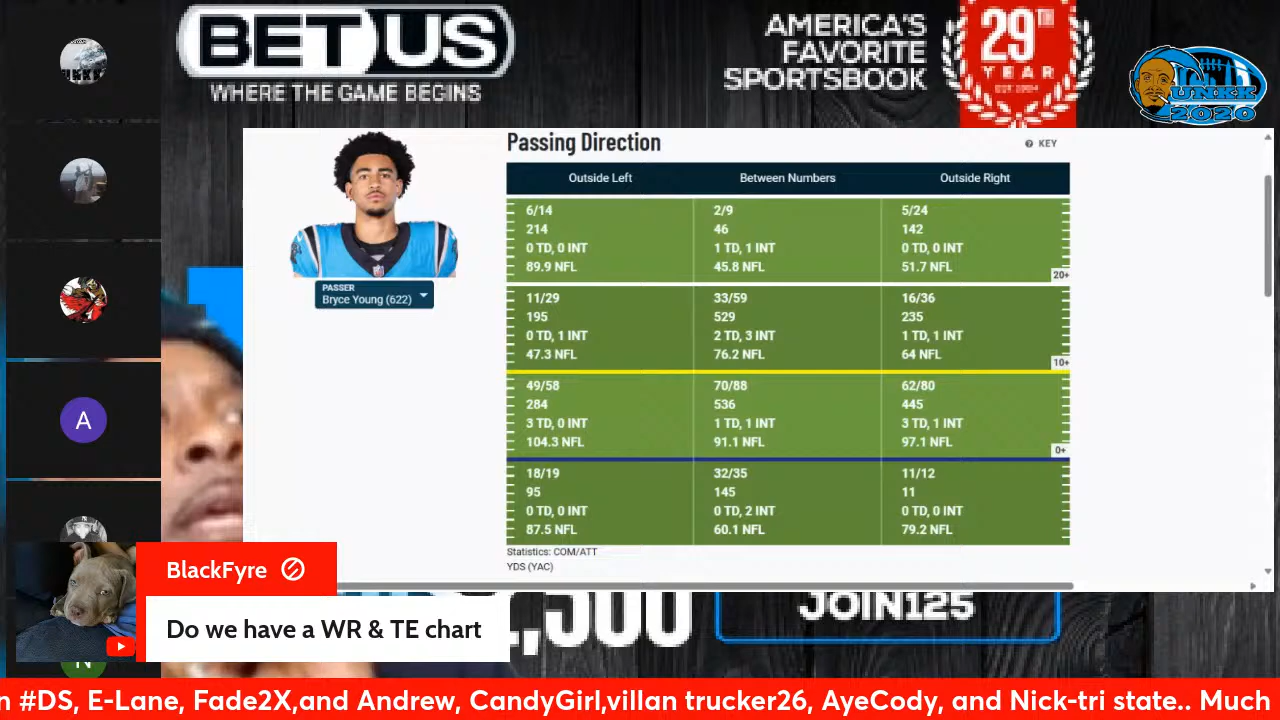 BETUS
WHERE THE GAME BEGINS
AMERICA'S
FAVORITE
SPORTSBOOK
29TH
YEAR
UNKK
2020
Passing Direction
KEY
Outside Left
Between Numbers
Outside Right
6/14
214
0 TD, 0 INT
89.9 NFL
2/9
46
1 TD, 1 INT
45.8 NFL
5/24
142
0 TD, 0 INT
51.7 NFL
20+
PASSER
Bryce Young (622)
11/29
195
0 TD, 1 INT
47.3 NFL
33/59
529
2 TD, 3 INT
76.2 NFL
16/36
235
1 TD, 1 INT
64 NFL
10+
49/58
284
3 TD, 0 INT
104.3 NFL
70/88
536
1 TD, 1 INT
91.1 NFL
62/80
445
3 TD, 1 INT
97.1 NFL
0+
18/19
95
0 TD, 0 INT
87.5 NFL
32/35
145
0 TD, 2 INT
60.1 NFL
11/12
11
0 TD, 0 INT
79.2 NFL
Statistics: COM/ATT
YDS (YAC)
A
N
BlackFyre
Do we have a WR & TE chart
,500
JOIN125
n #DS, E-Lane, Fade2X,and Andrew, CandyGirl,villan trucker26, AyeCody, and Nick-tri state.. Much